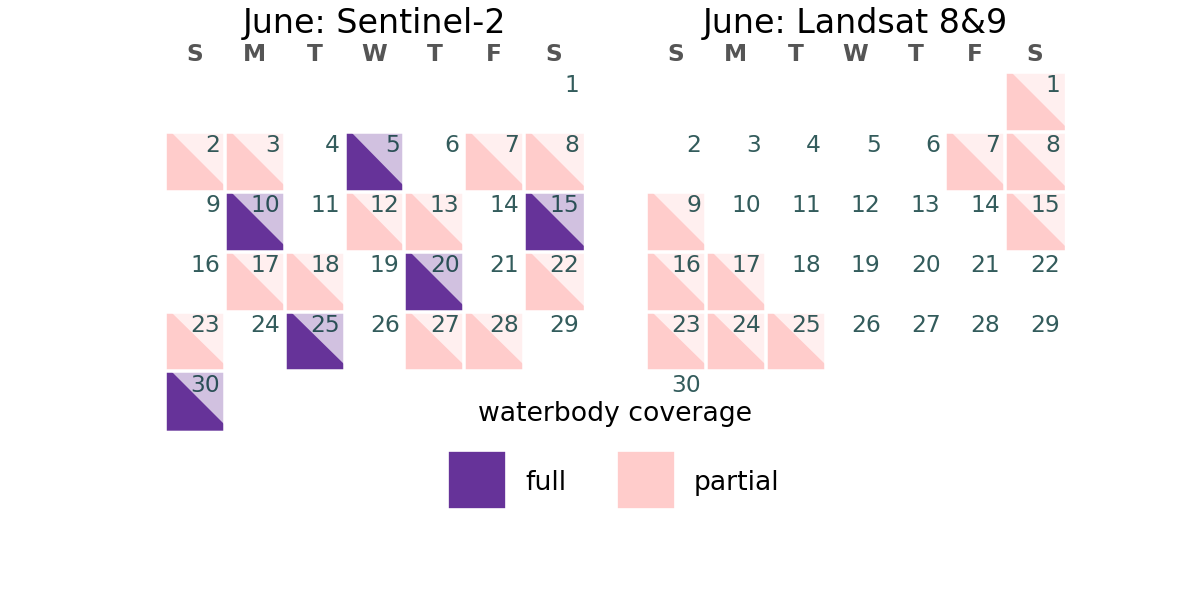 June: Sentinel-2
S M T W T F S
1
2 3 4 5 6 7 8
9 10 11 12 13 14 15
16 17 18 19 20 21 22
23 24 25 26 27 28 29
30
June: Landsat 8&9
S M T W T F S
1
2 3 4 5 6 7 8
9 10 11 12 13 14 15
16 17 18 19 20 21 22
23 24 25 26 27 28 29
30
waterbody coverage
full partial